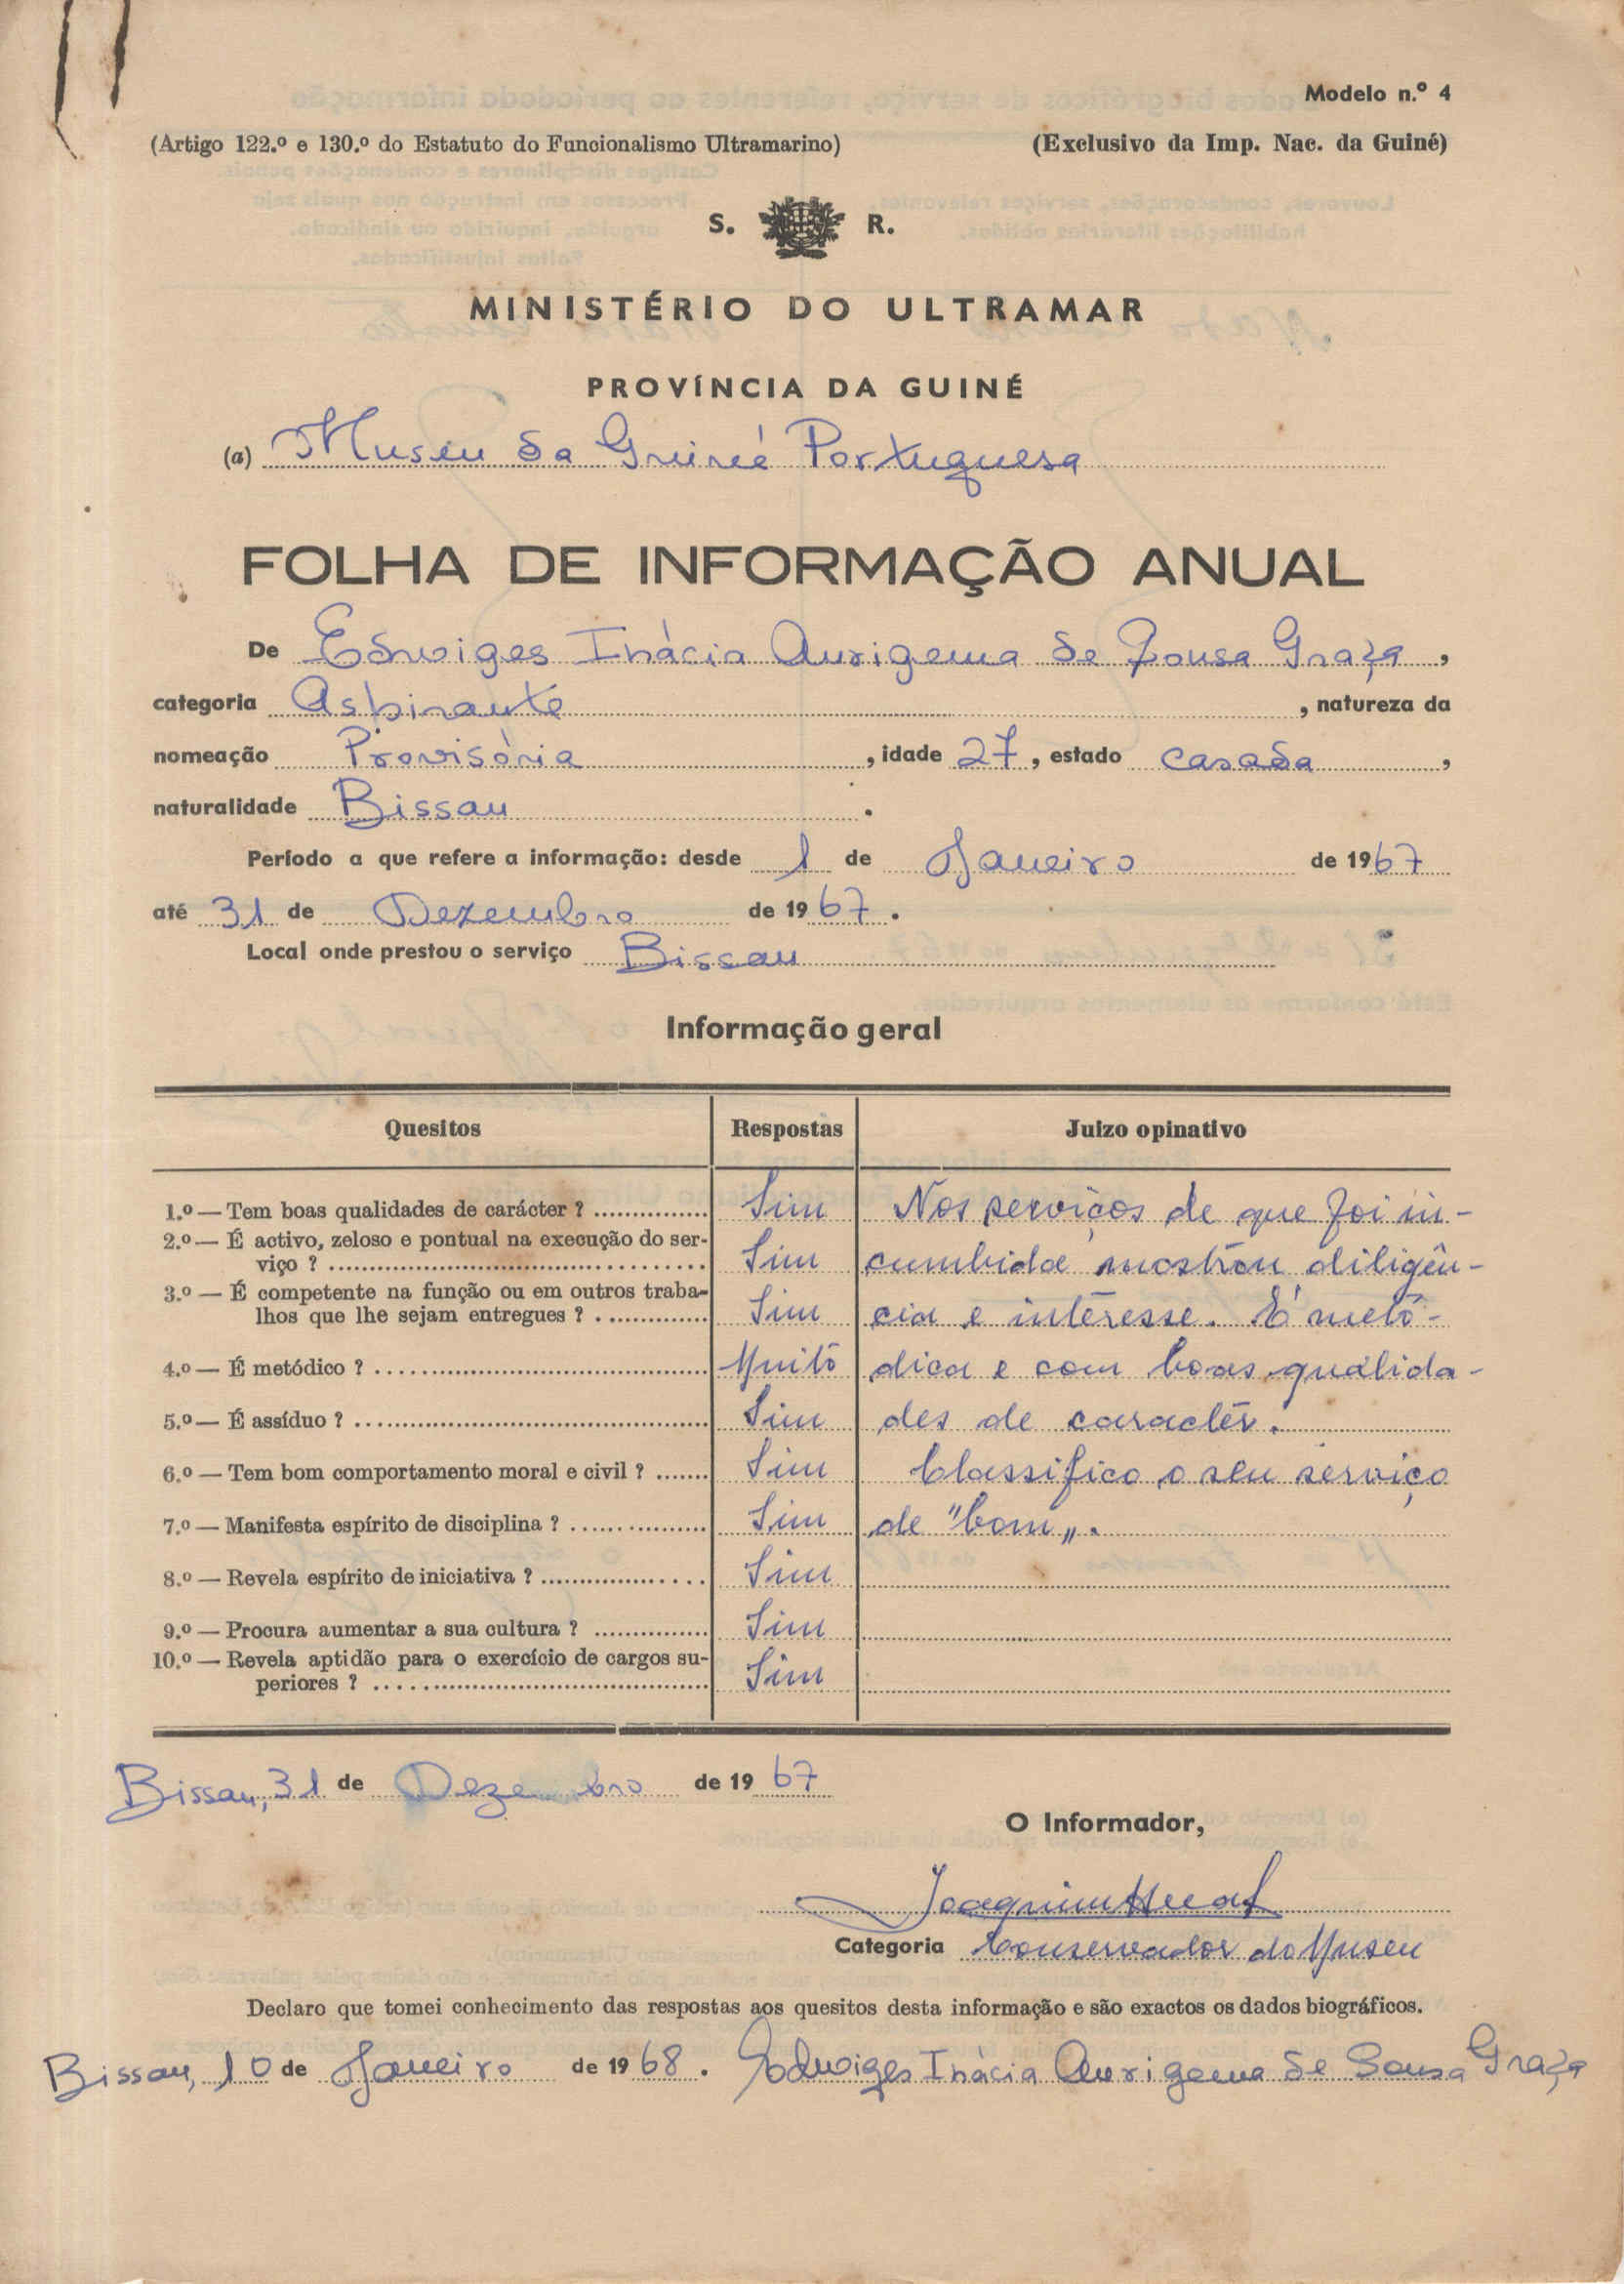 Modelo n.º 4
(Artigo 122.º e 130.º do Estatuto do Funcionalismo Ultramarino) (Exclusivo da Imp. Nac. da Guiné)
S. R.
MINISTÉRIO DO ULTRAMAR
PROVÍNCIA DA GUINÉ
(a) Museu da Guiné Portuguesa
FOLHA DE INFORMAÇÃO ANUAL
De Edwiges Inácia Aurigema de Sousa Graça,
categoria Aspirante, natureza da
nomeação Provisória, idade 27, estado casada,
naturalidade Bissau.
Período a que refere a informação: desde 1 de Janeiro de 1967
até 31 de Dezembro de 1967.
Local onde prestou o serviço Bissau
Informação geral
Quesitos Respostas Juizo opinativo
1.º — Tem boas qualidades de carácter ? Sim Nos serviços de que foi in-
2.º — É activo, zeloso e pontual na execução do ser-
viço ? Sim cumbida mostrou diligên-
3.º — É competente na função ou em outros traba-
lhos que lhe sejam entregues ? Sim cia e interesse. É metó-
4.º — É metódico ? Muito dica e com boas qualida-
5.º — É assíduo ? Sim des de caracter.
6.º — Tem bom comportamento moral e civil ? Sim Classifico o seu serviço
7.º — Manifesta espírito de disciplina ? Sim de "bom".
8.º — Revela espírito de iniciativa ? Sim
9.º — Procura aumentar a sua cultura ? Sim
10.º — Revela aptidão para o exercício de cargos su-
periores ? Sim
Bissau, 31 de Dezembro de 1967
O Informador,
Joaquim
Categoria Conservador do Museu
Declaro que tomei conhecimento das respostas aos quesitos desta informação e são exactos os dados biográficos.
Bissau, 10 de Janeiro de 1968. Edwiges Inácia Aurigema de Sousa Graça